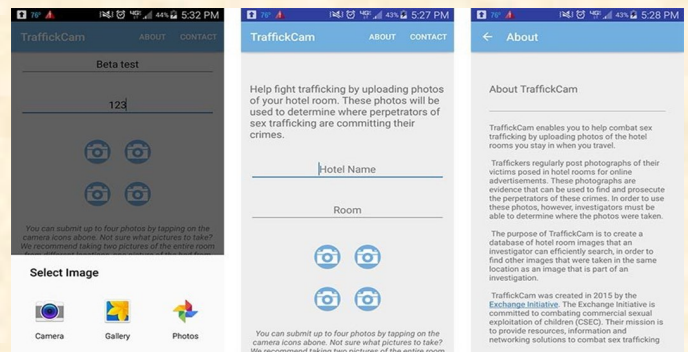 76° 44% 5:32 PM
TraffickCam ABOUT CONTACT
Beta test
123
You can submit up to four photos by tapping on the
camera icons above. Not sure what pictures to take?
We recommend taking two pictures of the entire room
Select Image
Camera Gallery Photos
76° 43% 5:27 PM
TraffickCam ABOUT CONTACT
Help fight trafficking by uploading photos
of your hotel room. These photos will be
used to determine where perpetrators of
sex trafficking are committing their
crimes.
Hotel Name
Room
You can submit up to four photos by tapping on the
camera icons above. Not sure what pictures to take?
We recommend taking two pictures of the entire room
76° 43% 5:28 PM
About
About TraffickCam
TraffickCam enables you to help combat sex
trafficking by uploading photos of the hotel
rooms you stay in when you travel.
Traffickers regularly post photographs of their
victims posed in hotel rooms for online
advertisements. These photographs are
evidence that can be used to find and prosecute
the perpetrators of these crimes. In order to use
these photos, however, investigators must be
able to determine where the photos were taken.
The purpose of TraffickCam is to create a
database of hotel room images that an
investigator can efficiently search, in order to
find other images that were taken in the same
location as an image that is part of an
investigation.
TraffickCam was created in 2015 by the
Exchange Initiative. The Exchange Initiative is
committed to combating commercial sexual
exploitation of children (CSEC). Their mission is
to provide resources, information and
networking solutions to combat sex trafficking